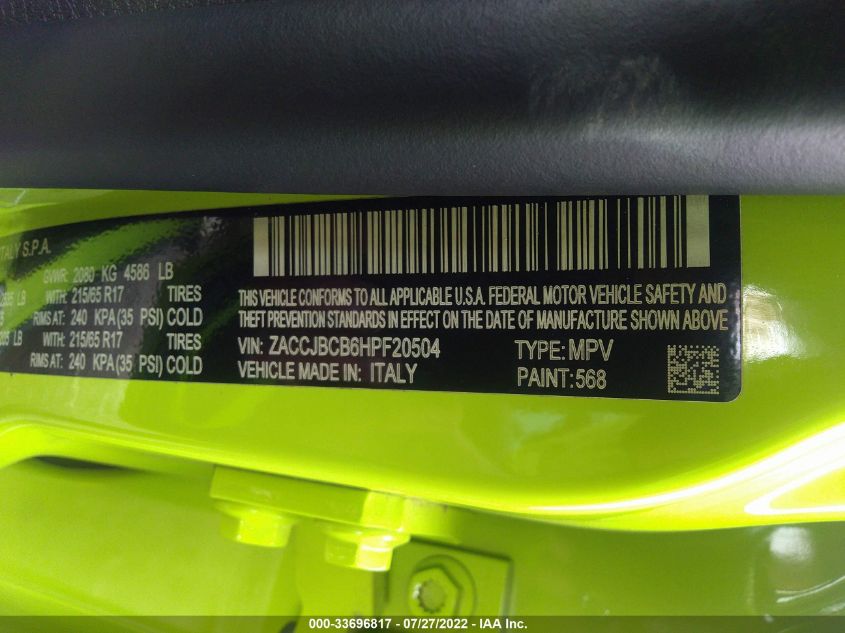 ITALY S.P.A.
GVWR: 2080 KG 4586 LB
LB WITH: 215/65 R17 TIRES
RIMS AT: 240 KPA(35 PSI) COLD
LB WITH: 215/65 R17 TIRES
RIMS AT: 240 KPA(35 PSI) COLD
THIS VEHICLE CONFORMS TO ALL APPLICABLE U.S.A. FEDERAL MOTOR VEHICLE SAFETY AND
THEFT PREVENTION STANDARDS IN EFFECT ON THE DATE OF MANUFACTURE SHOWN ABOVE
VIN: ZACCJBCB6HPF20504 TYPE: MPV
VEHICLE MADE IN: ITALY PAINT: 568
000-33696817 - 07/27/2022 - IAA Inc.